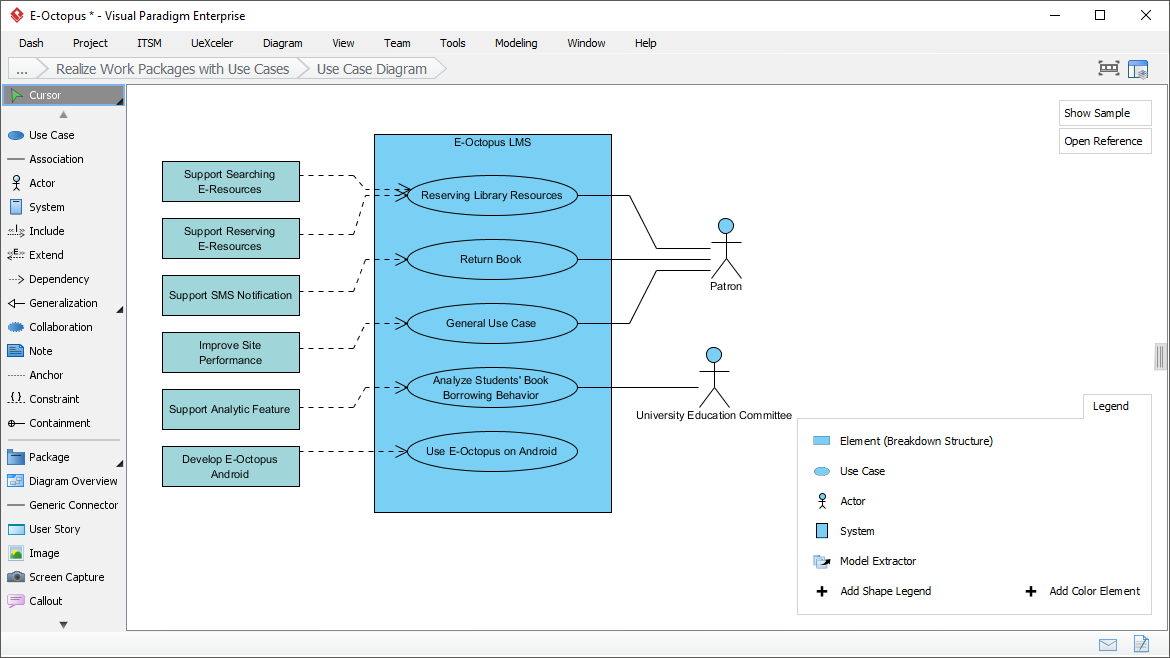 E-Octopus * - Visual Paradigm Enterprise
Dash Project ITSM UeXceler Diagram View Team Tools Modeling Window Help
... Realize Work Packages with Use Cases Use Case Diagram
Cursor
Use Case
Association
Actor
System
Include
Extend
Dependency
Generalization
Collaboration
Note
Anchor
Constraint
Containment
Package
Diagram Overview
Generic Connector
User Story
Image
Screen Capture
Callout
Show Sample
Open Reference
E-Octopus LMS
Support Searching
E-Resources
Support Reserving
E-Resources
Support SMS Notification
Improve Site
Performance
Support Analytic Feature
Develop E-Octopus
Android
Reserving Library Resources
Return Book
General Use Case
Analyze Students' Book
Borrowing Behavior
Use E-Octopus on Android
Patron
University Education Committee
Legend
Element (Breakdown Structure)
Use Case
Actor
System
Model Extractor
Add Shape Legend Add Color Element